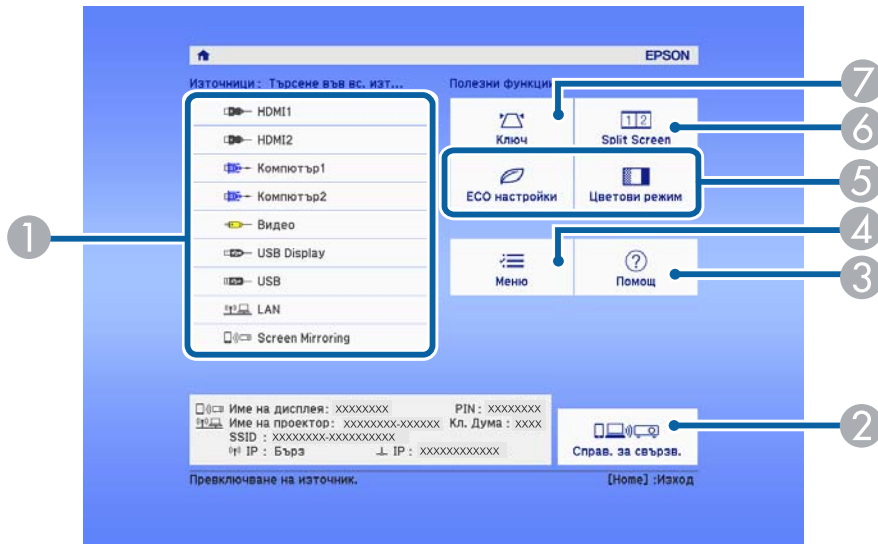 EPSON
Източници: Търсене във вс. изт...
HDMI1
HDMI2
Компютър1
Компютър2
Видео
USB Display
USB
LAN
Screen Mirroring
Полезни функции
Ключ
1 2
Split Screen
ECO настройки
Цветови режим
Меню
?
Помощ
Име на дисплея: XXXXXXXX PIN: XXXXXXXX
Име на проектор: XXXXXXXX-XXXXXX Кл. Дума: XXXX
SSID : XXXXXXXX-XXXXXXXXXX
IP : Бърз IP : XXXXXXXXXXXX
Справ. за свързв.
Превключване на източник. [Home] :Изход
1
7
6
5
4
3
2